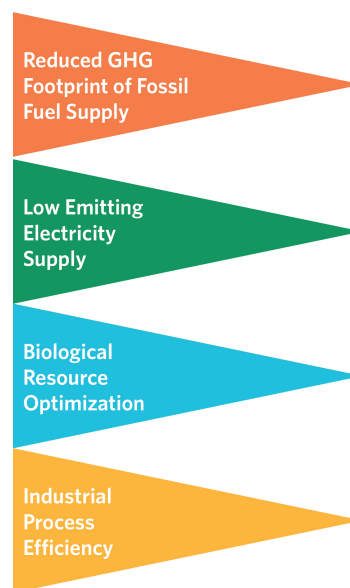 Reduced GHG
Footprint of Fossil
Fuel Supply
Low Emitting
Electricity
Supply
Biological
Resource
Optimization
Industrial
Process
Efficiency